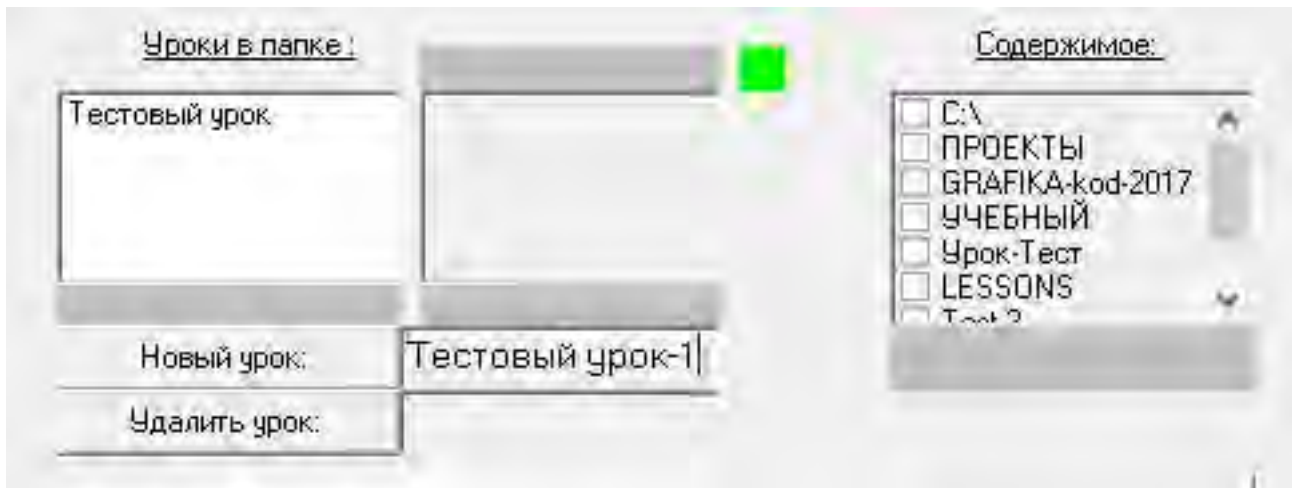 Уроки в папке :
Тестовый урок
Новый урок:
Тестовый урок-1
Удалить урок:
Содержимое:
C:\
ПРОЕКТЫ
GRAFIKA-kod-2017
УЧЕБНЫЙ
Урок-Тест
LESSONS